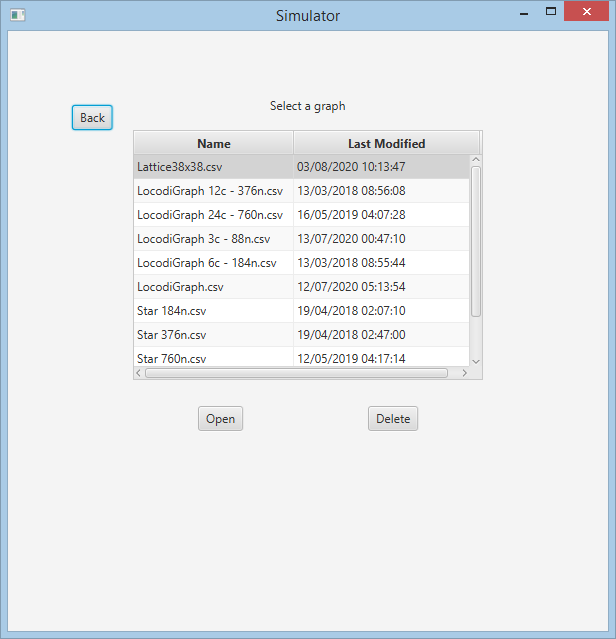 Simulator
Select a graph
Back
Name Last Modified
Lattice38x38.csv 03/08/2020 10:13:47
LocodiGraph 12c - 376n.csv 13/03/2018 08:56:08
LocodiGraph 24c - 760n.csv 16/05/2019 04:07:28
LocodiGraph 3c - 88n.csv 13/07/2020 00:47:10
LocodiGraph 6c - 184n.csv 13/03/2018 08:55:44
LocodiGraph.csv 12/07/2020 05:13:54
Star 184n.csv 19/04/2018 02:07:10
Star 376n.csv 19/04/2018 02:47:00
Star 760n.csv 12/05/2019 04:17:14
Open Delete